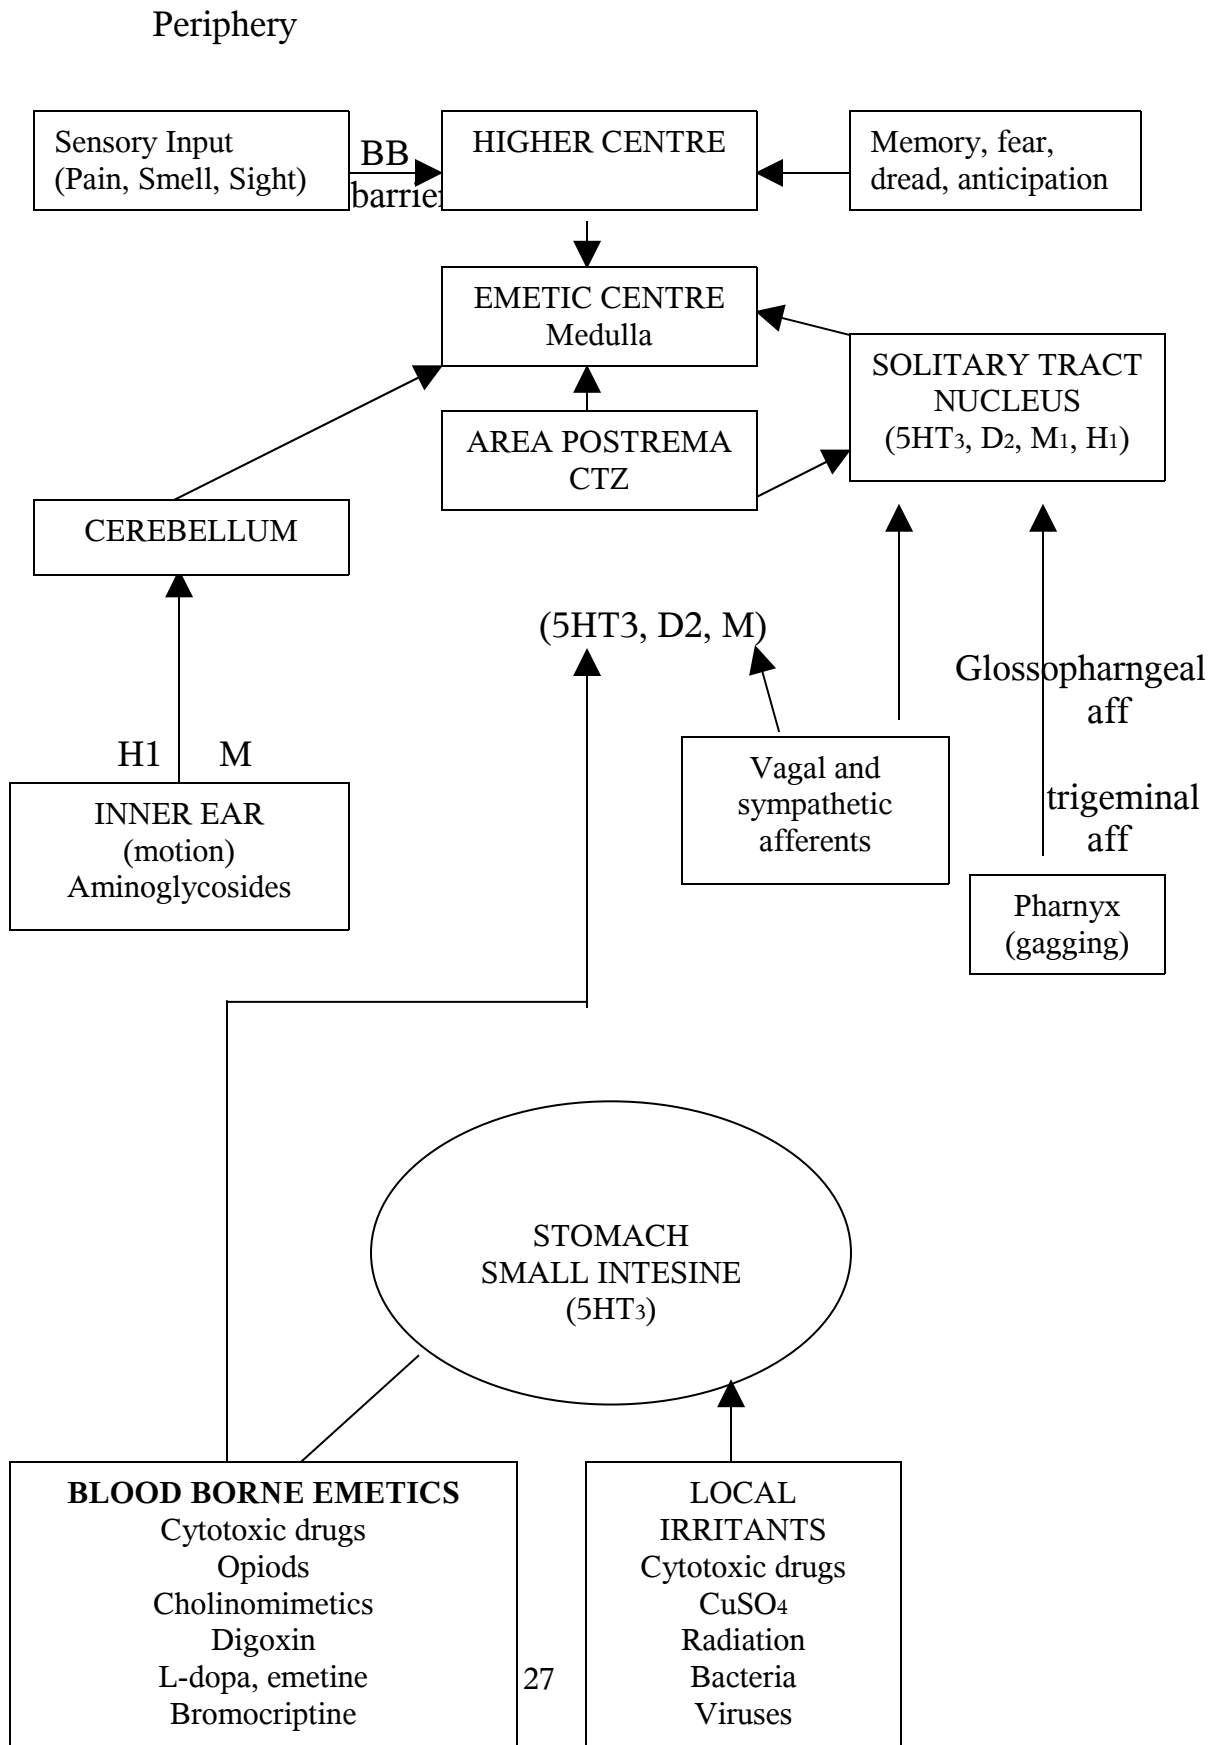 Periphery
Sensory Input
(Pain, Smell, Sight)
BB
barrier
HIGHER CENTRE
Memory, fear,
dread, anticipation
EMETIC CENTRE
Medulla
SOLITARY TRACT
NUCLEUS
(5HT3, D2, M1, H1)
AREA POSTREMA
CTZ
CEREBELLUM
(5HT3, D2, M)
Glossopharngeal
aff
H1 M
INNER EAR
(motion)
Aminoglycosides
Vagal and
sympathetic
afferents
trigeminal
aff
Pharnyx
(gagging)
STOMACH
SMALL INTESINE
(5HT3)
BLOOD BORNE EMETICS
Cytotoxic drugs
Opiods
Cholinomimetics
Digoxin
L-dopa, emetine
Bromocriptine
27
LOCAL
IRRITANTS
Cytotoxic drugs
CuSO4
Radiation
Bacteria
Viruses